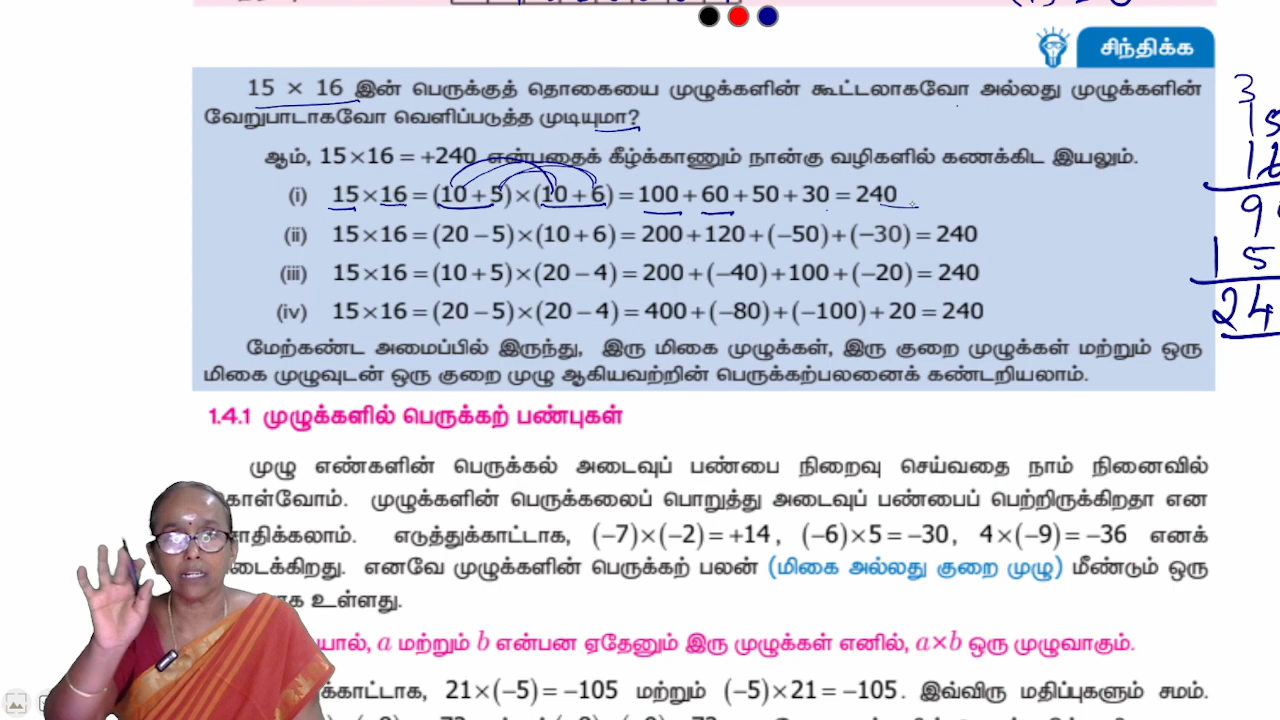 சிந்திக்க
15 × 16 இன் பெருக்குத் தொகையை முழுக்களின் கூட்டலாகவோ அல்லது முழுக்களின்
வேறுபாடாகவோ வெளிப்படுத்த முடியுமா?
ஆம், 15×16 = +240 என்பதைக் கீழ்க்காணும் நான்கு வழிகளில் கணக்கிட இயலும்.
(i) 15×16 = (10+5)×(10+6) = 100+60+50+30 = 240
(ii) 15×16 = (20−5)×(10+6) = 200+120+(−50)+(−30) = 240
(iii) 15×16 = (10+5)×(20−4) = 200+(−40)+100+(−20) = 240
(iv) 15×16 = (20−5)×(20−4) = 400+(−80)+(−100)+20 = 240
மேற்கண்ட அமைப்பில் இருந்து, இரு மிகை முழுக்கள், இரு குறை முழுக்கள் மற்றும் ஒரு
மிகை முழுவுடன் ஒரு குறை முழு ஆகியவற்றின் பெருக்கற்பலனைக் கண்டறியலாம்.
3
15
1
9
15
24
1.4.1 முழுக்களில் பெருக்கற் பண்புகள்
முழு எண்களின் பெருக்கல் அடைவுப் பண்பை நிறைவு செய்வதை நாம் நினைவில்
கொள்வோம். முழுக்களின் பெருக்கலைப் பொறுத்து அடைவுப் பண்பைப் பெற்றிருக்கிறதா என
எடுத்துக்காட்டாக, (−7)×(−2) = +14, (−6)×5 = −30, 4×(−9) = −36 எனக்
எனவே முழுக்களின் பெருக்கற் பலன் (மிகை அல்லது குறை முழு) மீண்டும் ஒரு
உள்ளது.
a மற்றும் b என்பன ஏதேனும் இரு முழுக்கள் எனில், a×b ஒரு முழுவாகும்.
21×(−5) = −105 மற்றும் (−5)×21 = −105. இவ்விரு மதிப்புகளும் சமம்.